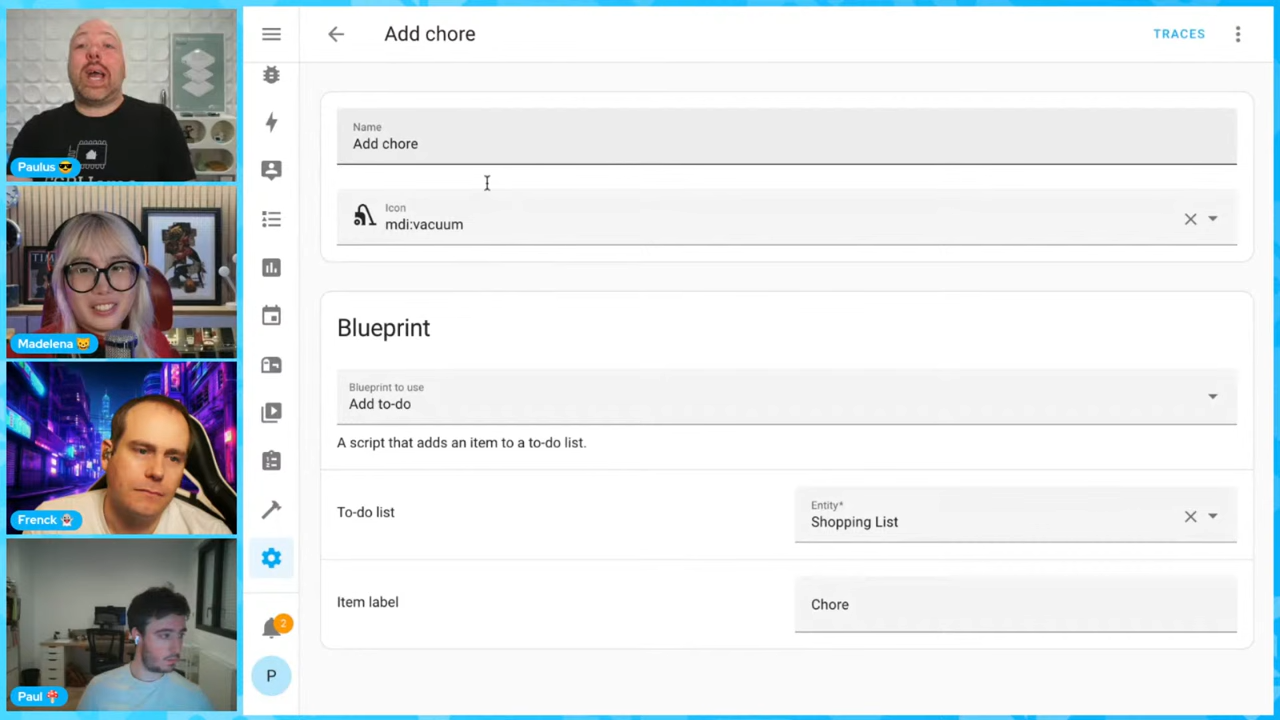 Paulus 😎
TIME
Madelena 😺
Frenck 👻
Paul 🍄
Add chore
TRACES
Name
Add chore
Icon
mdi:vacuum
Blueprint
Blueprint to use
Add to-do
A script that adds an item to a to-do list.
To-do list
Entity*
Shopping List
Item label
Chore
2
P